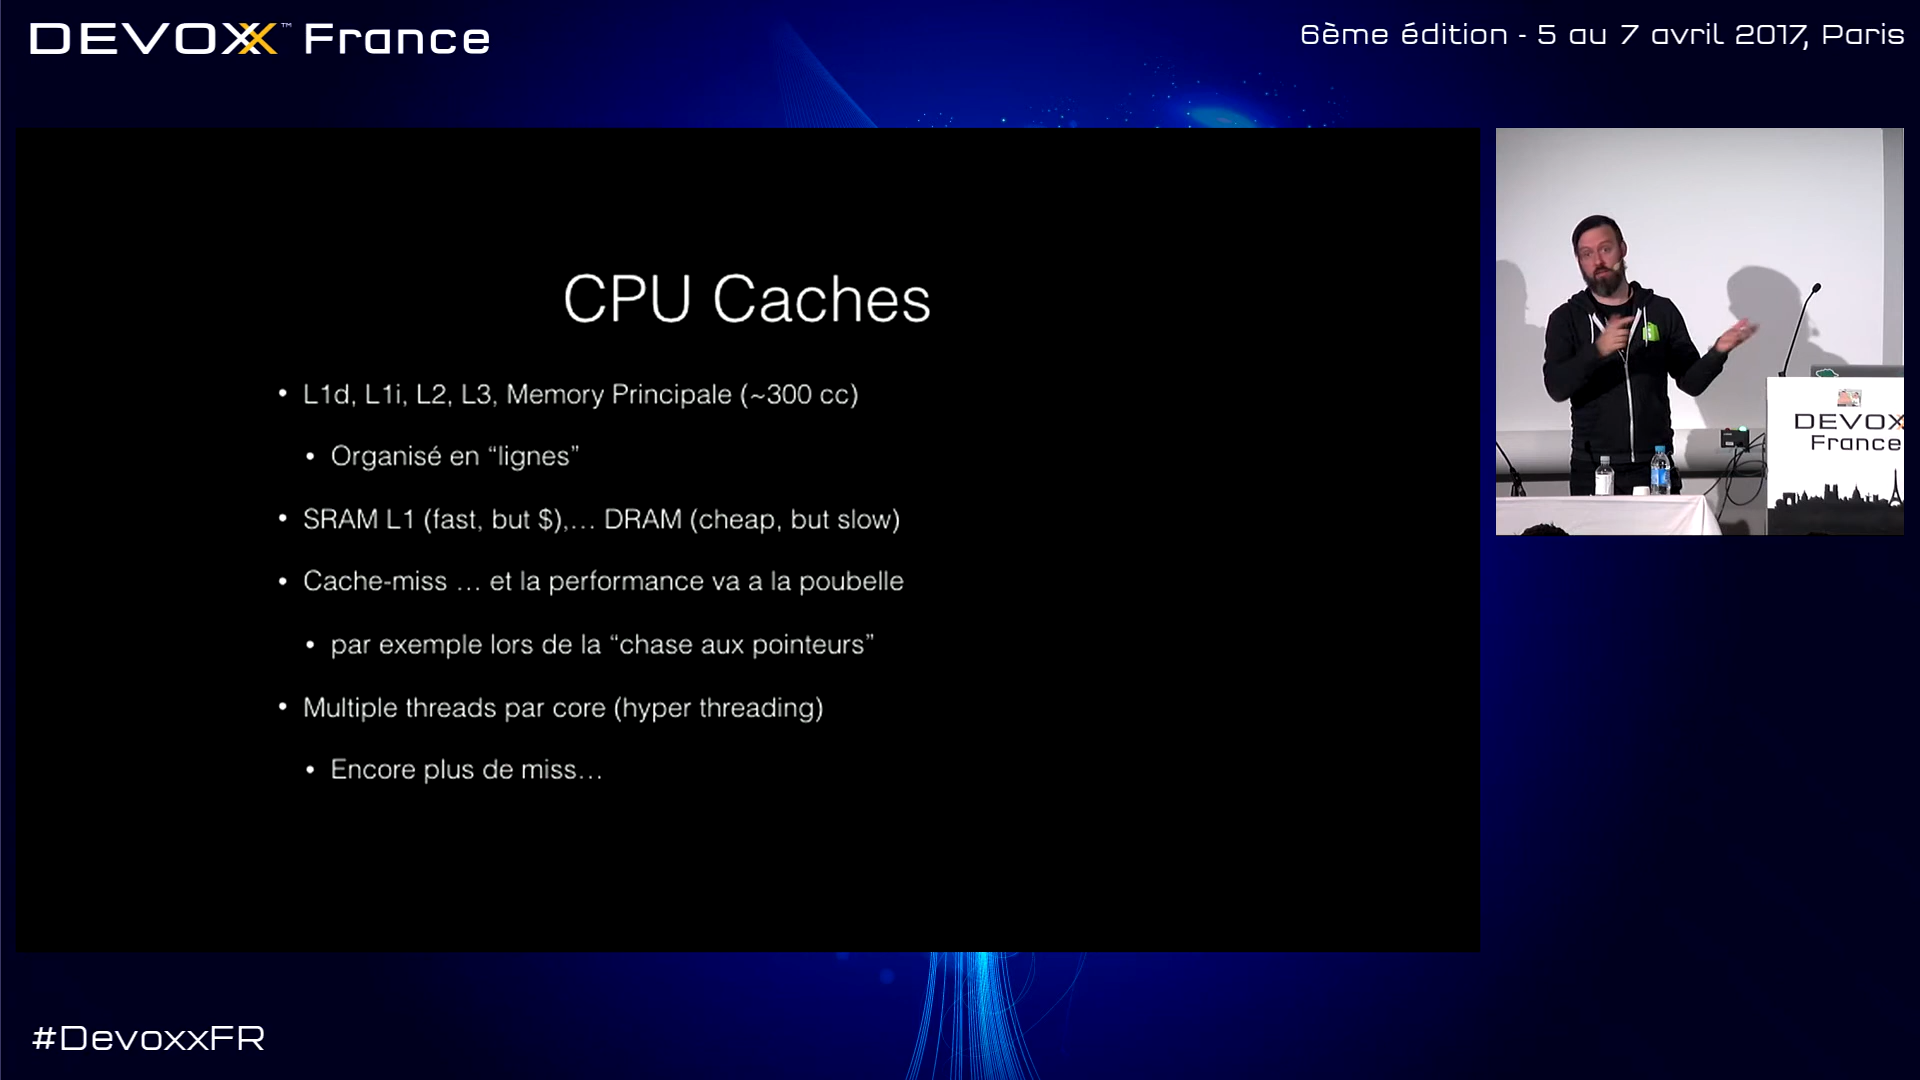 DEVOXX™ France
6ème édition - 5 au 7 avril 2017, Paris
CPU Caches
• L1d, L1i, L2, L3, Memory Principale (~300 cc)
• Organisé en “lignes”
• SRAM L1 (fast, but $),… DRAM (cheap, but slow)
• Cache-miss … et la performance va a la poubelle
• par exemple lors de la “chase aux pointeurs”
• Multiple threads par core (hyper threading)
• Encore plus de miss…
DEVOXX
France
#DevoxxFR